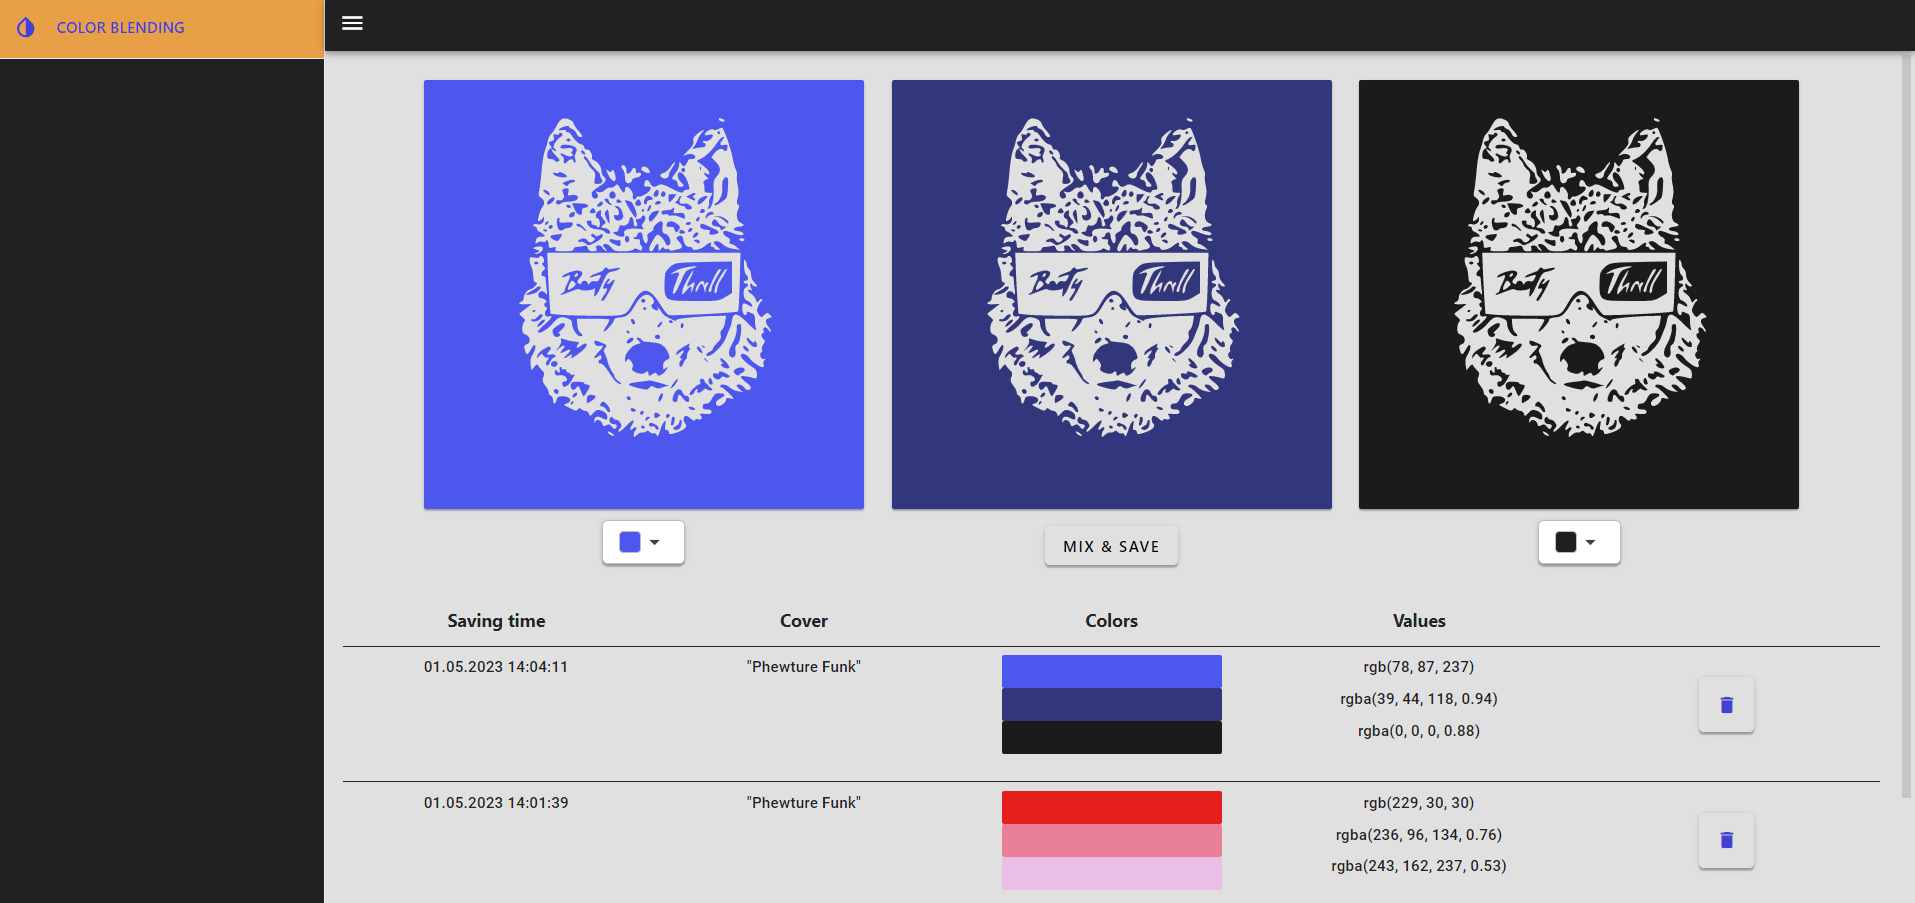 COLOR BLENDING
Booty Thrall
Booty Thrall
Booty Thrall
MIX & SAVE
Saving time Cover Colors Values
01.05.2023 14:04:11 "Phewture Funk" rgb(78, 87, 237)
rgba(39, 44, 118, 0.94)
rgba(0, 0, 0, 0.88)
01.05.2023 14:01:39 "Phewture Funk" rgb(229, 30, 30)
rgba(236, 96, 134, 0.76)
rgba(243, 162, 237, 0.53)